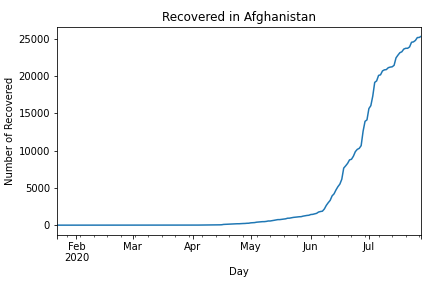 Recovered in Afghanistan
Number of Recovered
25000
20000
15000
10000
5000
0
Feb Mar Apr May Jun Jul
2020
Day